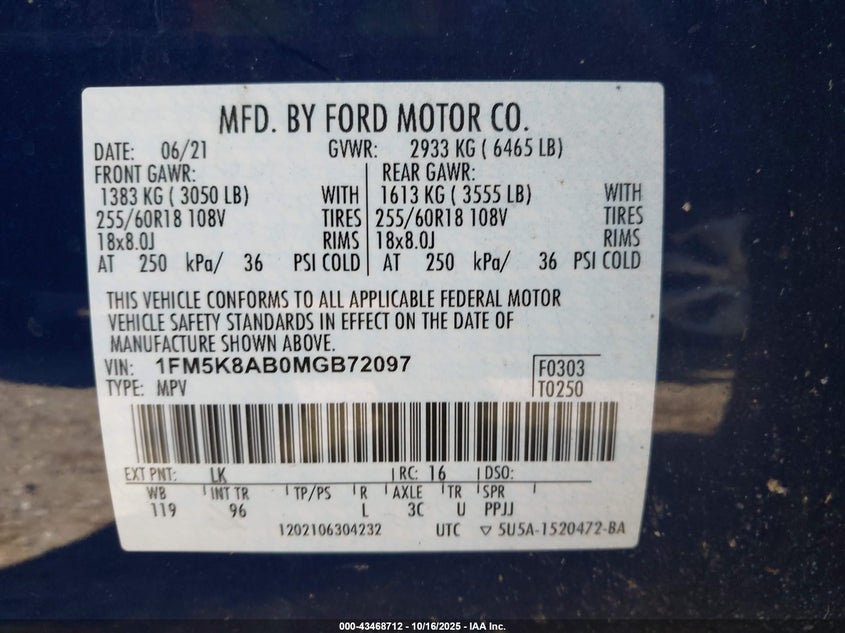 MFD. BY FORD MOTOR CO.
DATE: 06/21 GVWR: 2933 KG ( 6465 LB)
FRONT GAWR: REAR GAWR:
1383 KG ( 3050 LB) WITH 1613 KG ( 3555 LB) WITH
255/60R18 108V TIRES 255/60R18 108V TIRES
18x8.0J RIMS 18x8.0J RIMS
AT 250 kPa/ 36 PSI COLD AT 250 kPa/ 36 PSI COLD
THIS VEHICLE CONFORMS TO ALL APPLICABLE FEDERAL MOTOR
VEHICLE SAFETY STANDARDS IN EFFECT ON THE DATE OF
MANUFACTURE SHOWN ABOVE.
VIN: 1FM5K8AB0MGB72097 F0303
TYPE: MPV T0250
EXT PNT: LK RC: 16 DSO:
WB INT TR TP/PS R AXLE TR SPR
119 96 L 3C U PPJJ
1202106304232 UTC ▽ 5U5A-1520472-BA
000-43468712 - 10/16/2025 - IAA Inc.